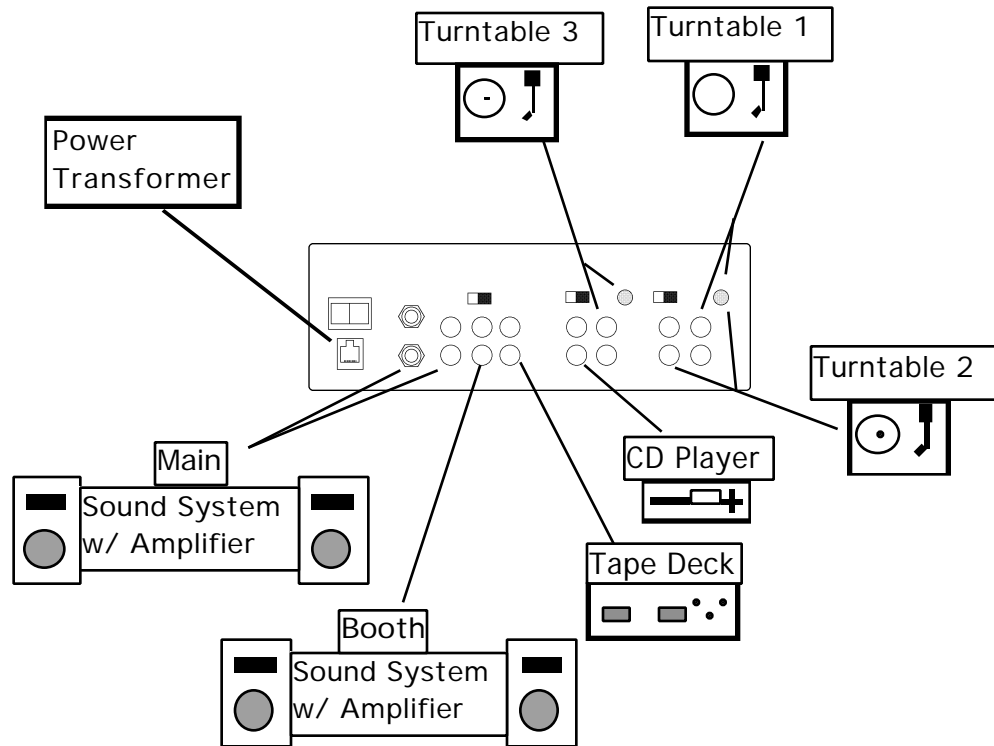 Turntable 3
Turntable 1
Power
Transformer
Turntable 2
Main
CD Player
Sound System
w/ Amplifier
Tape Deck
Booth
Sound System
w/ Amplifier